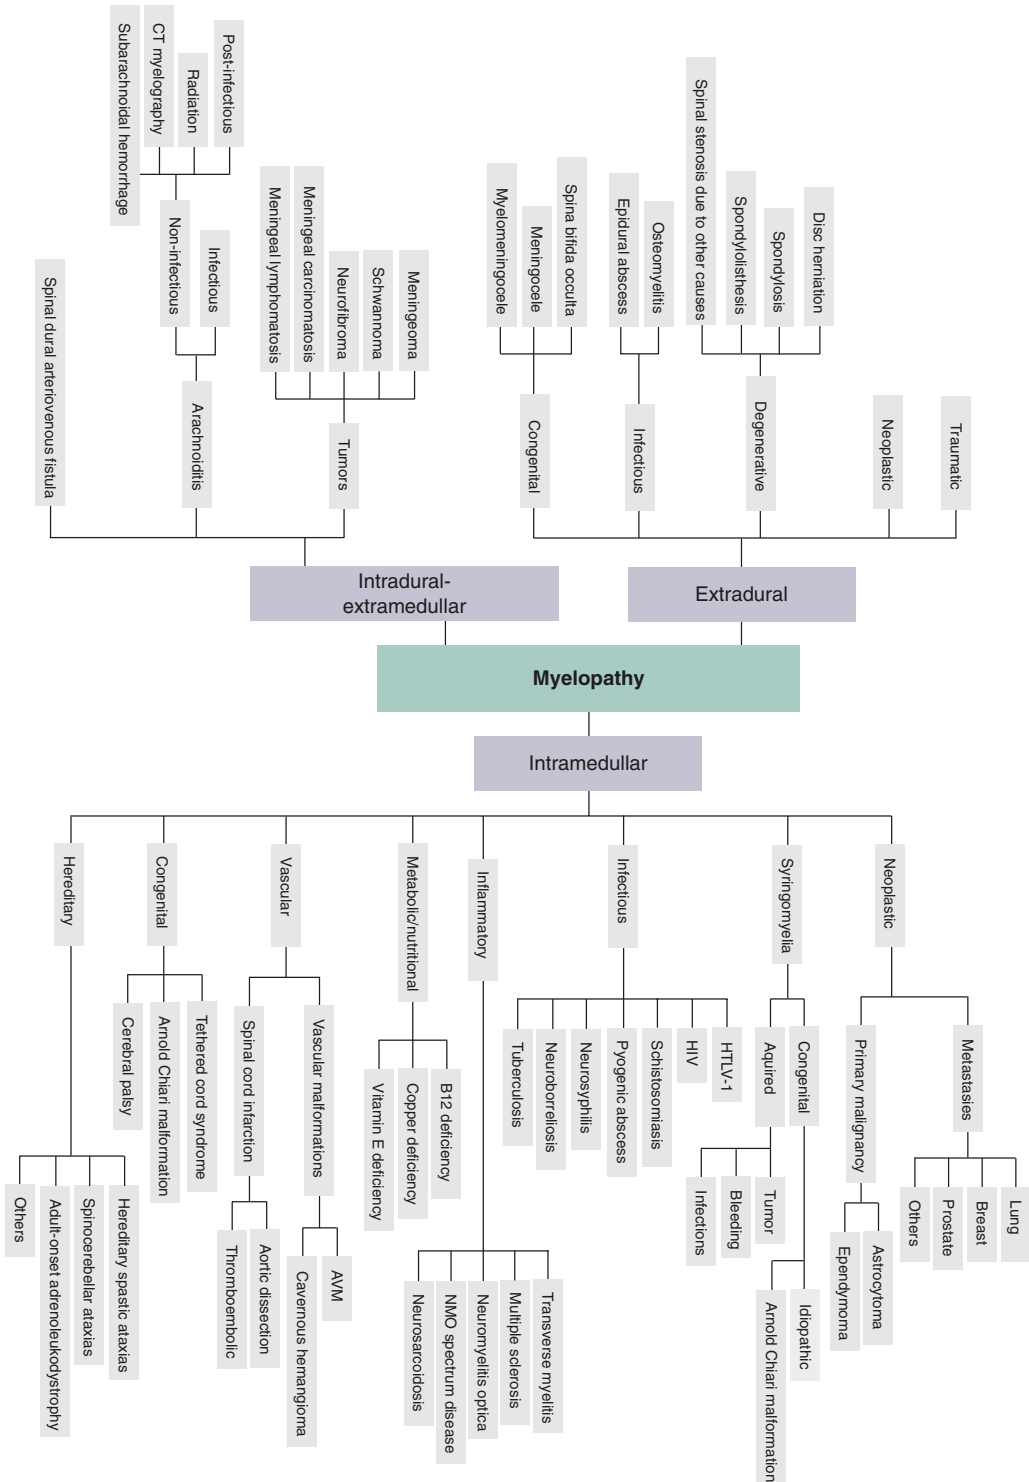 Subarachnoidal hemorrhage
CT myelography
Radiation
Post-infectious
Non-infectious
Infectious
Arachnoiditis
Spinal dural arteriovenous fistula
Meningeal lymphomatosis
Meningeal carcinomatosis
Neurofibroma
Schwannoma
Meningeoma
Tumors
Myelomeningocele
Meningocele
Spina bifida occulta
Congenital
Epidural abscess
Osteomyelitis
Infectious
Spinal stenosis due to other causes
Spondylolisthesis
Spondylosis
Disc herniation
Degenerative
Neoplastic
Traumatic
Intradural-
extramedullar
Extradural
Myelopathy
Intramedullar
Hereditary
Others
Adult-onset adrenoleukodystrophy
Spinocerebellar ataxias
Hereditary spastic ataxias
Congenital
Cerebral palsy
Arnold Chiari malformation
Tethered cord syndrome
Vascular
Spinal cord infarction
Thromboembolic
Aortic dissection
Vascular malformations
Cavernous hemangioma
AVM
Metabolic/nutritional
Vitamin E deficiency
Copper deficiency
B12 deficiency
Inflammatory
Neurosarcoidosis
NMO spectrum disease
Neuromyelitis optica
Multiple sclerosis
Transverse myelitis
Infectious
Tuberculosis
Neuroborreliosis
Neurosyphilis
Pyogenic abscess
Schistosomiasis
HIV
HTLV-1
Syringomyelia
Aquired
Infections
Bleeding
Tumor
Congenital
Arnold Chiari malformation
Idiopathic
Neoplastic
Primary malignancy
Ependymoma
Astrocytoma
Metastasies
Others
Prostate
Breast
Lung